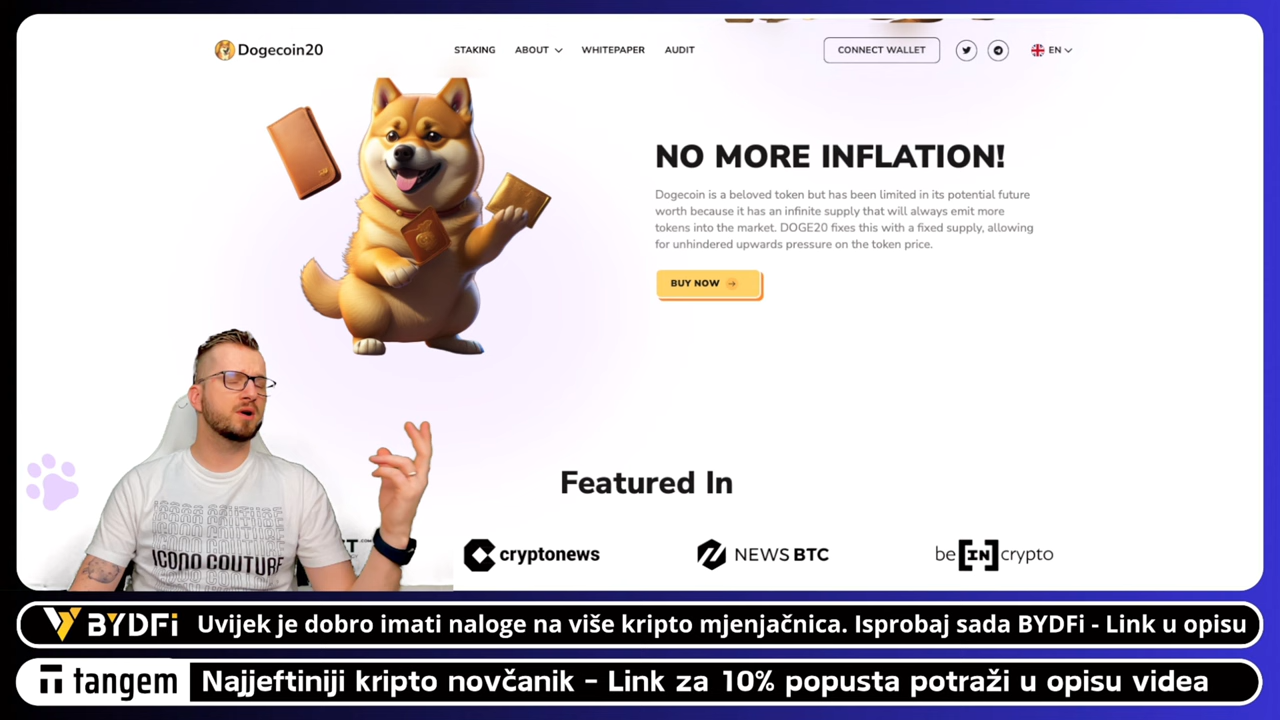 Dogecoin20
STAKING
ABOUT
WHITEPAPER
AUDIT
CONNECT WALLET
EN
NO MORE INFLATION!
Dogecoin is a beloved token but has been limited in its potential future
worth because it has an infinite supply that will always emit more
tokens into the market. DOGE20 fixes this with a fixed supply, allowing
for unhindered upwards pressure on the token price.
BUY NOW
Featured In
cryptonews
NEWS BTC
be [IN] crypto
ICONO COUTURE
BYDFi
Uvijek je dobro imati naloge na više kripto mjenjačnica. Isprobaj sada BYDFi - Link u opisu
tangem
Najjeftiniji kripto novčanik - Link za 10% popusta potraži u opisu videa